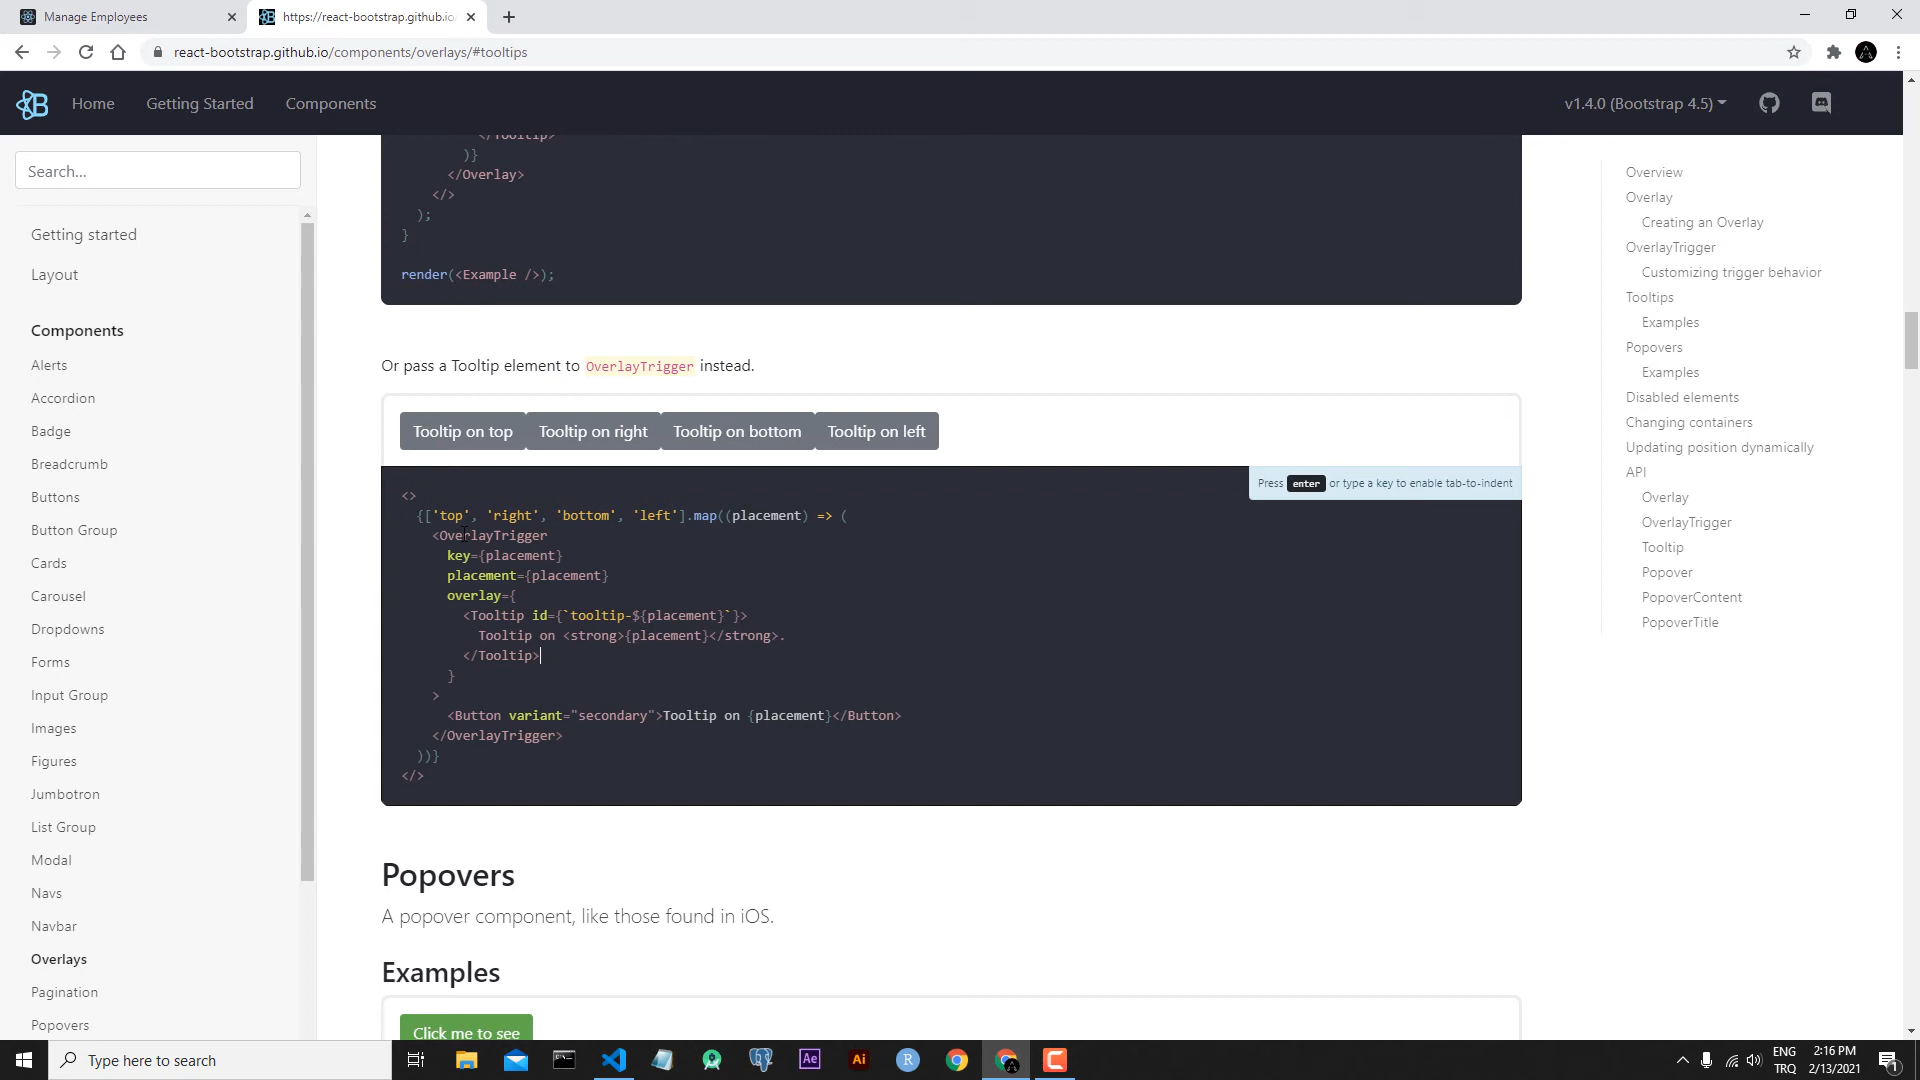 Manage Employees
https://react-bootstrap.github.io/
react-bootstrap.github.io/components/overlays/#tooltips
Home
Getting Started
Components
v1.4.0 (Bootstrap 4.5)
Search...
Getting started
Layout
Components
Alerts
Accordion
Badge
Breadcrumb
Buttons
Button Group
Cards
Carousel
Dropdowns
Forms
Input Group
Images
Figures
Jumbotron
List Group
Modal
Navs
Navbar
Overlays
Pagination
Popovers
</Tooltip>
)}
</Overlay>
</>
);
}
render(<Example />);
Or pass a Tooltip element to OverlayTrigger instead.
Tooltip on top
Tooltip on right
Tooltip on bottom
Tooltip on left
Press enter or type a key to enable tab-to-indent
<>
{['top', 'right', 'bottom', 'left'].map((placement) => (
<OverlayTrigger
key={placement}
placement={placement}
overlay={
<Tooltip id={`tooltip-${placement}`}>
Tooltip on <strong>{placement}</strong>.
</Tooltip>
}
>
<Button variant="secondary">Tooltip on {placement}</Button>
</OverlayTrigger>
))}
</>
Popovers
A popover component, like those found in iOS.
Examples
Click me to see
Overview
Overlay
Creating an Overlay
OverlayTrigger
Customizing trigger behavior
Tooltips
Examples
Popovers
Examples
Disabled elements
Changing containers
Updating position dynamically
API
Overlay
OverlayTrigger
Tooltip
Popover
PopoverContent
PopoverTitle
Type here to search
Ae
Ai
R
ENG
TRQ
2:16 PM
2/13/2021
1